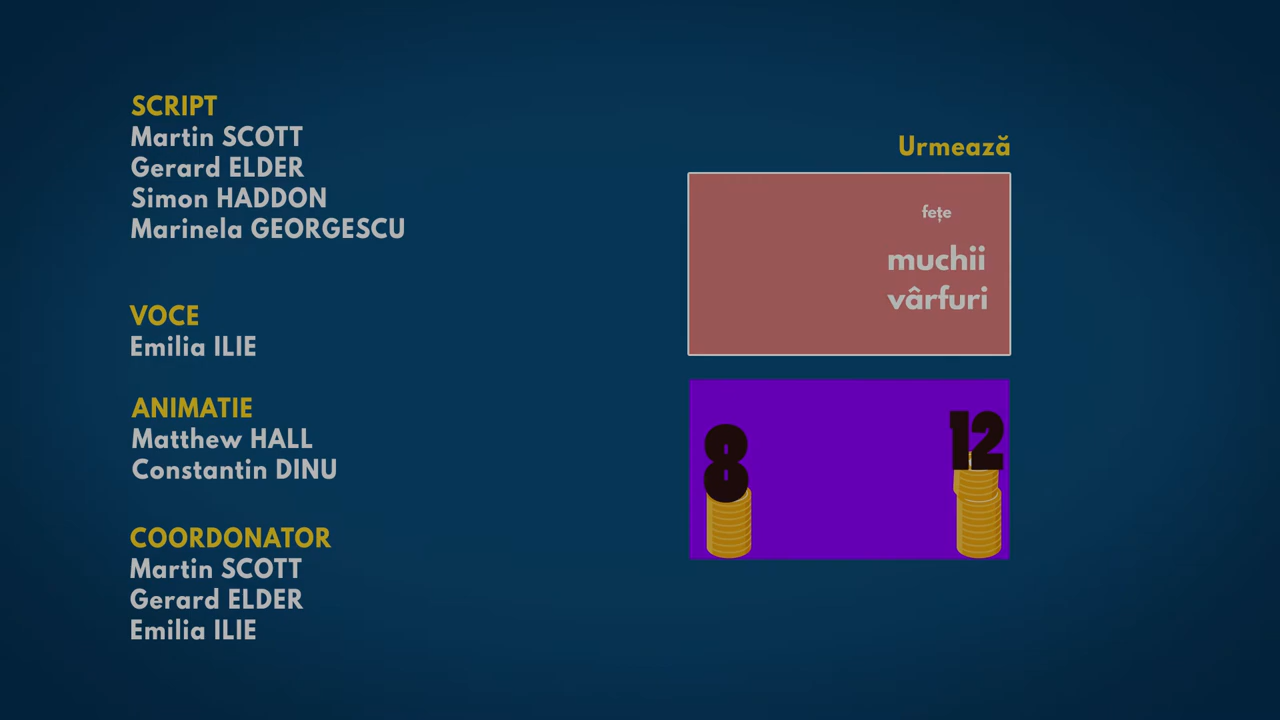 SCRIPT
Martin SCOTT
Gerard ELDER
Simon HADDON
Marinela GEORGESCU
VOCE
Emilia ILIE
ANIMATIE
Matthew HALL
Constantin DINU
COORDONATOR
Martin SCOTT
Gerard ELDER
Emilia ILIE
Urmează
fețe
muchii
vârfuri
8
12